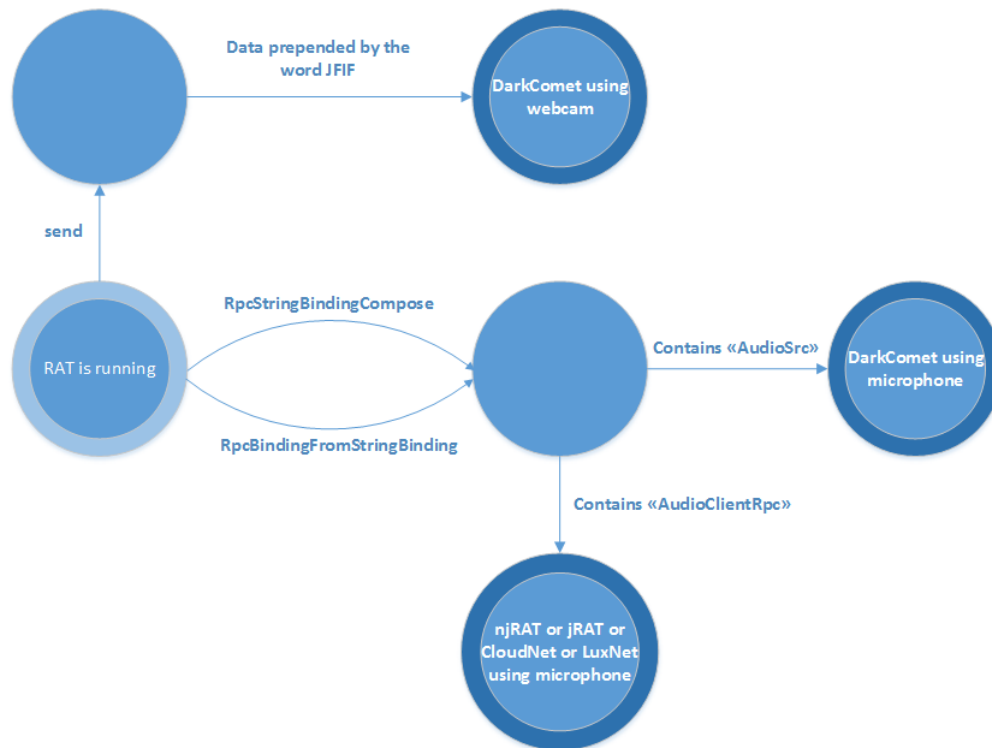 Data prepended by the
word JFIF
DarkComet using
webcam
send
RpcStringBindingCompose
RAT is running
Contains «AudioSrc»
DarkComet using
microphone
RpcBindingFromStringBinding
Contains «AudioClientRpc»
njRAT or jRAT or
CloudNet or LuxNet
using microphone